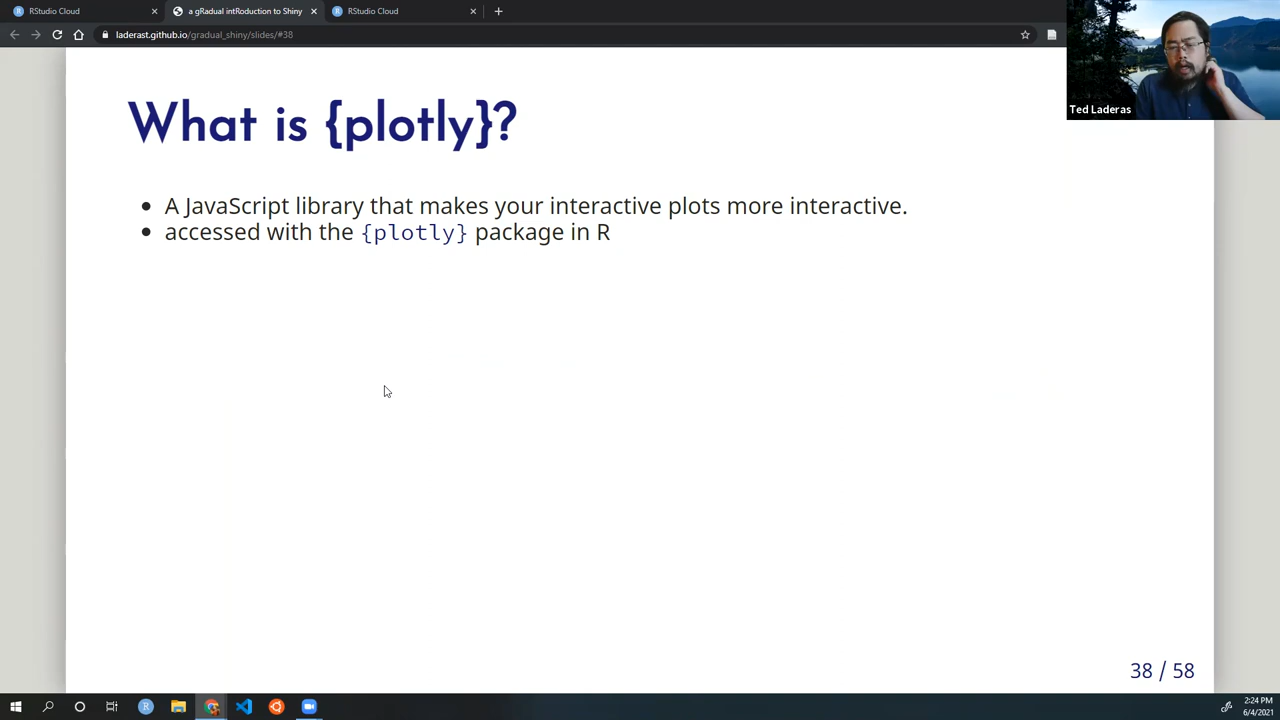 RStudio Cloud
a gRadual intRoduction to Shiny
RStudio Cloud
laderast.github.io/gradual_shiny/slides/#38
Ted Laderas
What is {plotly}?
• A JavaScript library that makes your interactive plots more interactive.
• accessed with the {plotly} package in R
38 / 58
2:24 PM
6/4/2021